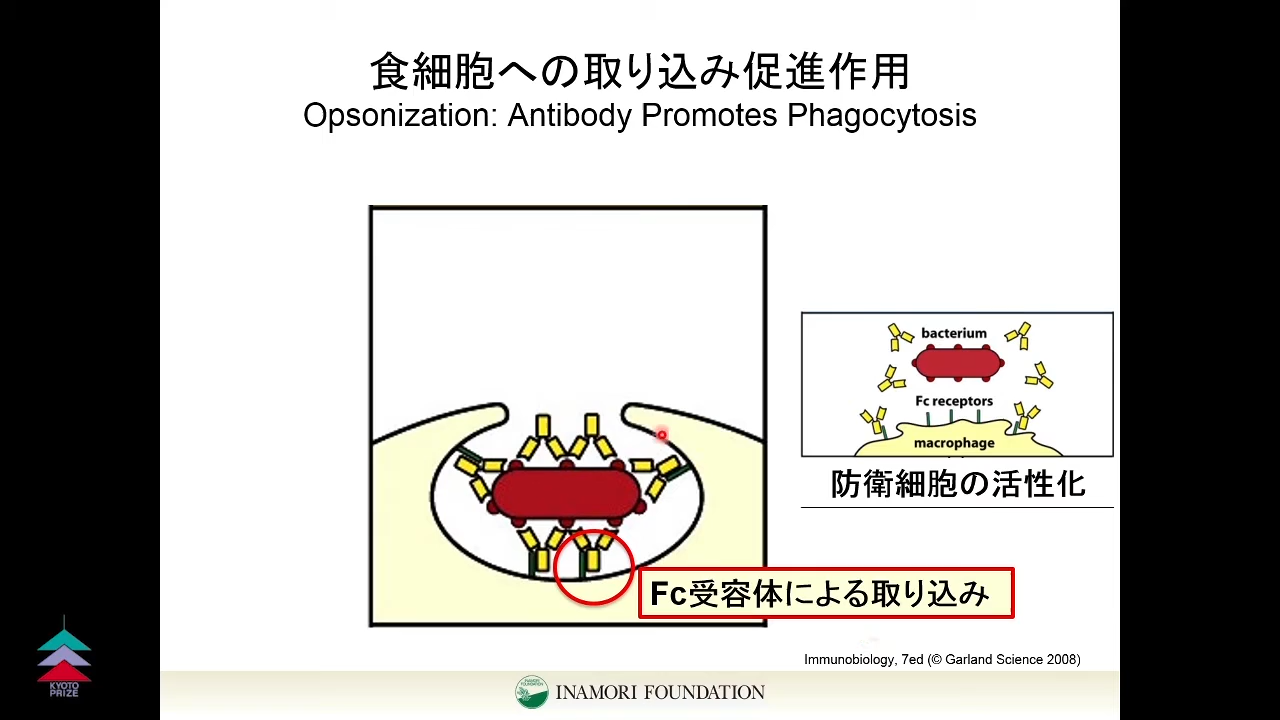 食細胞への取り込み促進作用
Opsonization: Antibody Promotes Phagocytosis
bacterium
Fc receptors
macrophage
防衛細胞の活性化
Fc受容体による取り込み
Immunobiology, 7ed (© Garland Science 2008)
KYOTO
PRIZE
INAMORI FOUNDATION